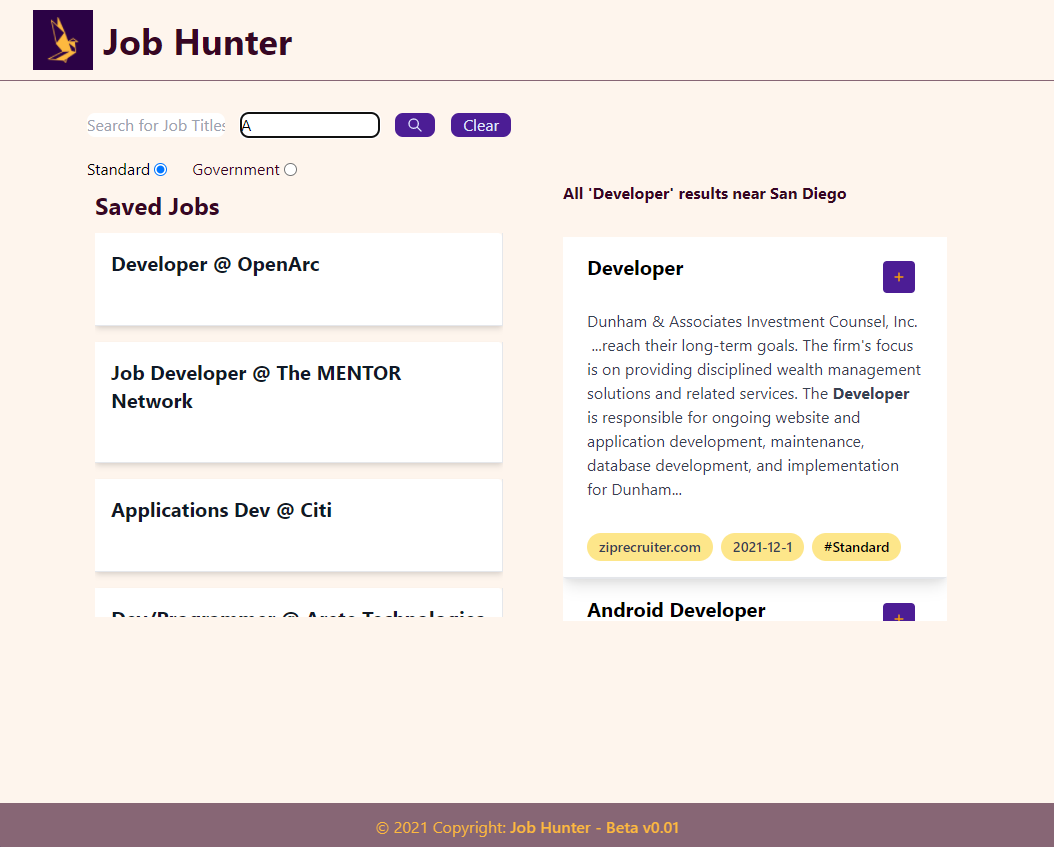 Job Hunter
Search for Job Titles
A
Clear
Standard
Government
Saved Jobs
Developer @ OpenArc
Job Developer @ The MENTOR
Network
Applications Dev @ Citi
Dev/Programmer @ Arete Technologies
All 'Developer' results near San Diego
Developer
+
Dunham & Associates Investment Counsel, Inc.
...reach their long-term goals. The firm's focus
is on providing disciplined wealth management
solutions and related services. The Developer
is responsible for ongoing website and
application development, maintenance,
database development, and implementation
for Dunham...
ziprecruiter.com
2021-12-1
#Standard
Android Developer
+
© 2021 Copyright: Job Hunter - Beta v0.01